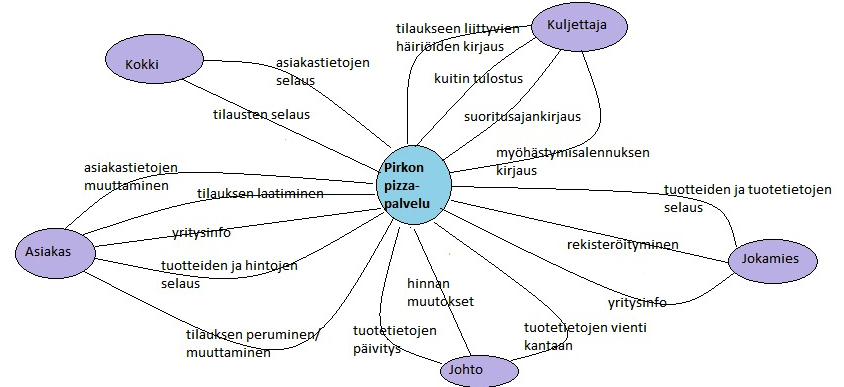 Kokki
asiakastietojen
selaus
tilausten selaus
tilaukseen liittyvien
häiriöiden kirjaus
Kuljettaja
kuitin tulostus
suoritusajankirjaus
myöhästymisalennuksen
kirjaus
Pirkon
pizza-
palvelu
asiakastietojen
muuttaminen
tilauksen laatiminen
yritysinfo
Asiakas
tuotteiden ja hintojen
selaus
tilauksen peruminen/
muuttaminen
tuotteiden ja tuotetietojen
selaus
rekisteröityminen
Jokamies
yritysinfo
hinnan
muutokset
tuotetietojen
päivitys
tuotetietojen vienti
kantaan
Johto